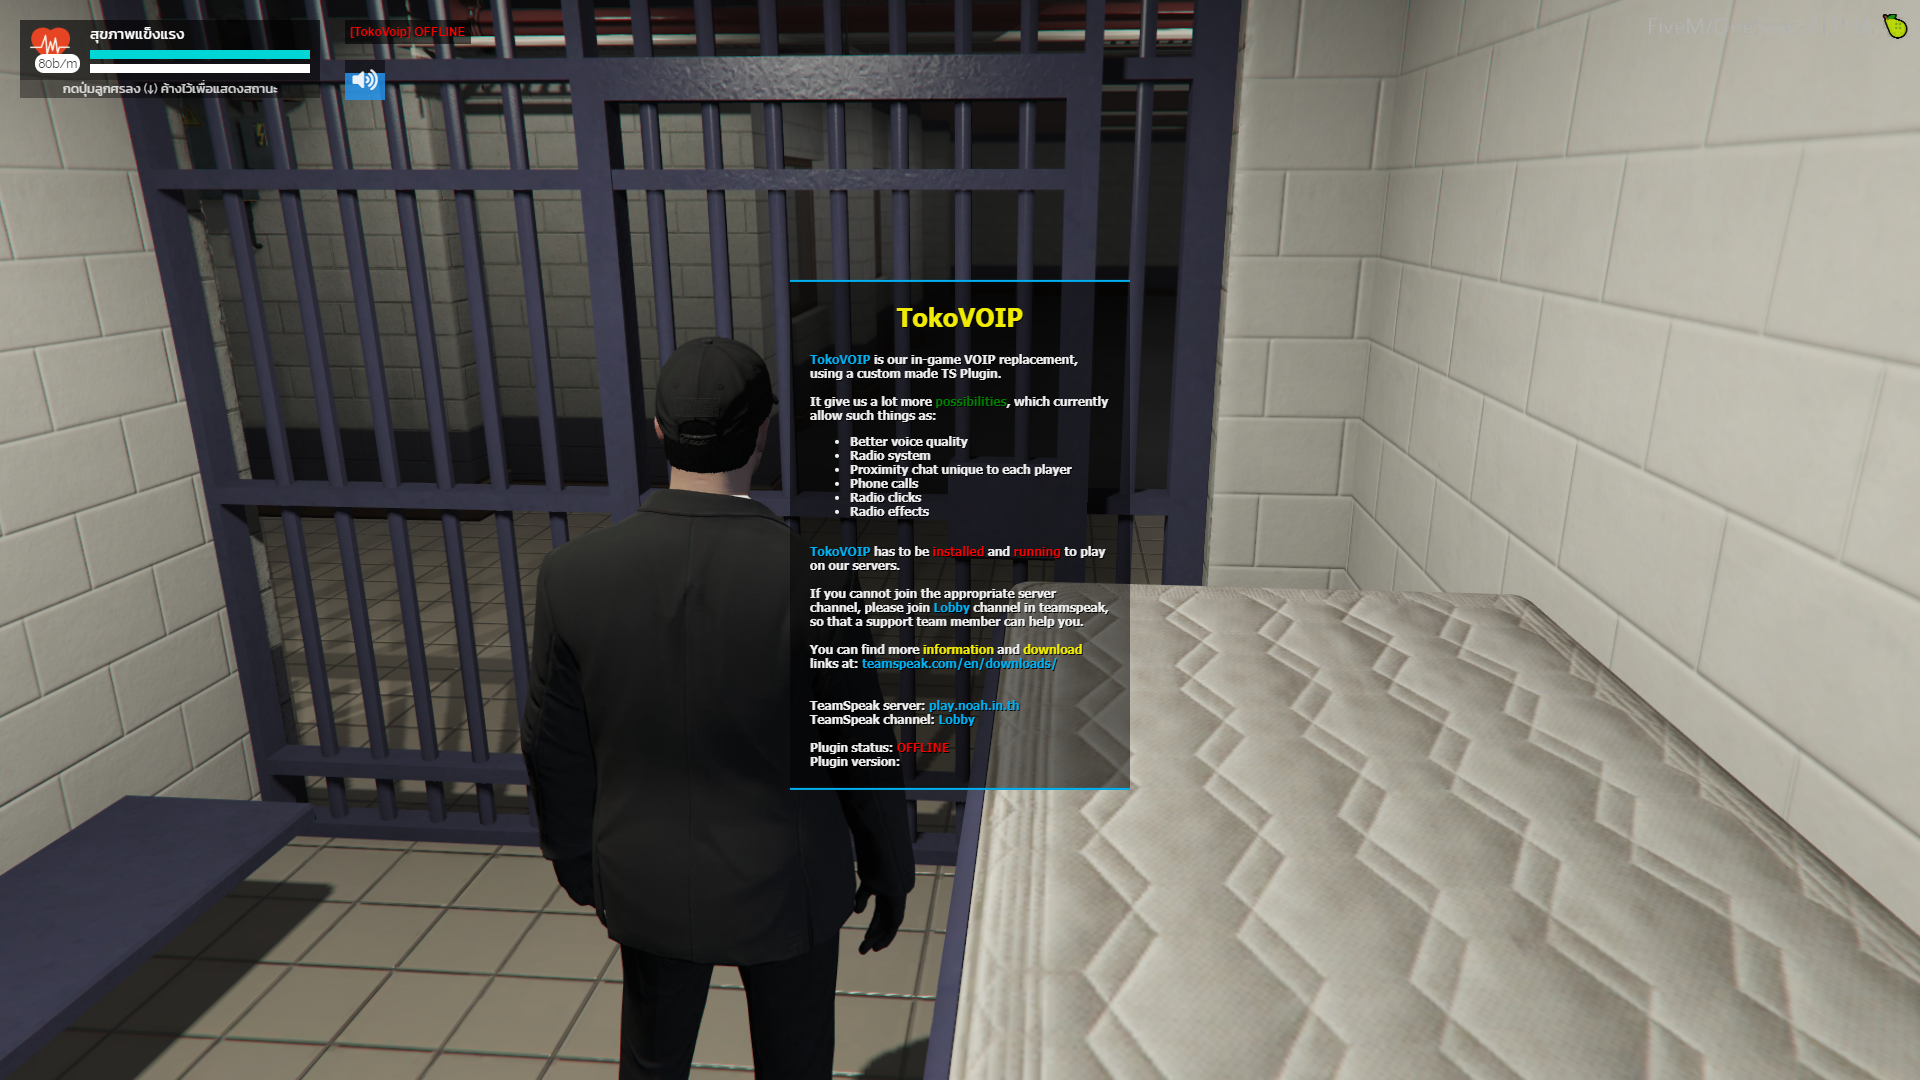 สุขภาพแข็งแรง
80b/m
กดปุ่มลูกศรลง (↓) ค้างไว้เพื่อแสดงสถานะ
[TokoVoip] OFFLINE
TokoVOIP
TokoVOIP is our in-game VOIP replacement,
using a custom made TS Plugin.
It give us a lot more possibilities, which currently
allow such things as:
• Better voice quality
• Radio system
• Proximity chat unique to each player
• Phone calls
• Radio clicks
• Radio effects
TokoVOIP has to be installed and running to play
on our servers.
If you cannot join the appropriate server
channel, please join Lobby channel in teamspeak,
so that a support team member can help you.
You can find more information and download
links at: teamspeak.com/en/downloads/
TeamSpeak server: play.noah.in.th
TeamSpeak channel: Lobby
Plugin status: OFFLINE
Plugin version: